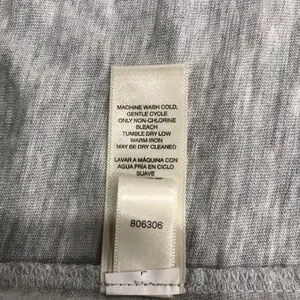 MACHINE WASH COLD,
GENTLE CYCLE
ONLY NON-CHLORINE
BLEACH
TUMBLE DRY LOW
WARM IRON
MAY BE DRY CLEANED
LAVAR A MÁQUINA CON
AGUA FRÍA EN CICLO
SUAVE
806306